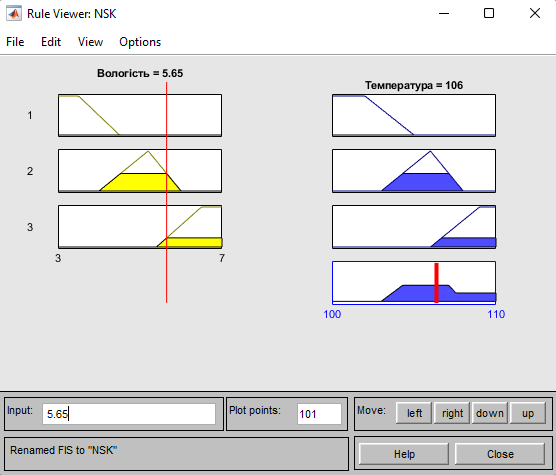 Rule Viewer: NSK
File Edit View Options
Вологість = 5.65
Температура = 106
1
2
3
3 7
100 110
Input: 5.65
Plot points: 101
Move: left right down up
Renamed FIS to "NSK"
Help Close